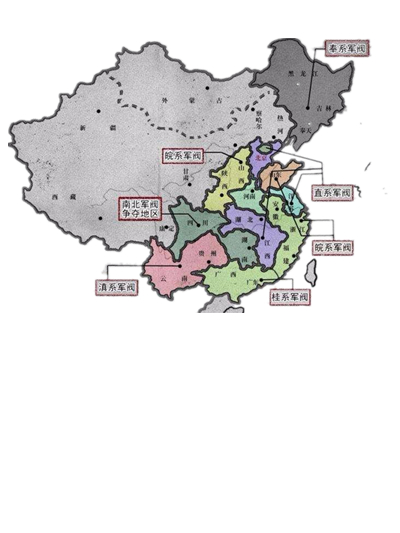 奉系军阀
黑龙江
吉林
奉天
热河
察哈尔
外蒙古
新疆
北京
皖系军阀
山西
陕西
甘肃
直系军阀
西藏
南北军阀
争夺地区
河南
安徽
四川
湖北
皖系军阀
江西
湖南
福建
贵州
云南
广西
广东
滇系军阀
桂系军阀